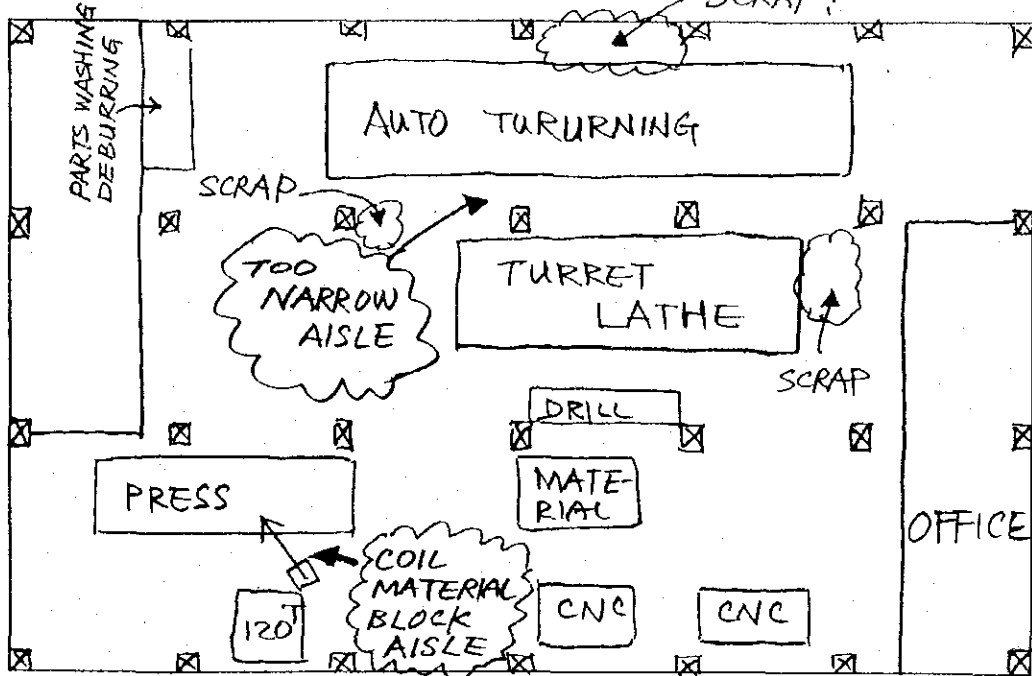 SCRAP?
PARTS WASHING
DEBURRING
AUTO TURURNING
SCRAP
TOO
NARROW
AISLE
TURRET
LATHE
SCRAP
DRILL
PRESS
MATE-
RIAL
OFFICE
COIL
MATERIAL
BLOCK
AISLE
120T
CNC
CNC